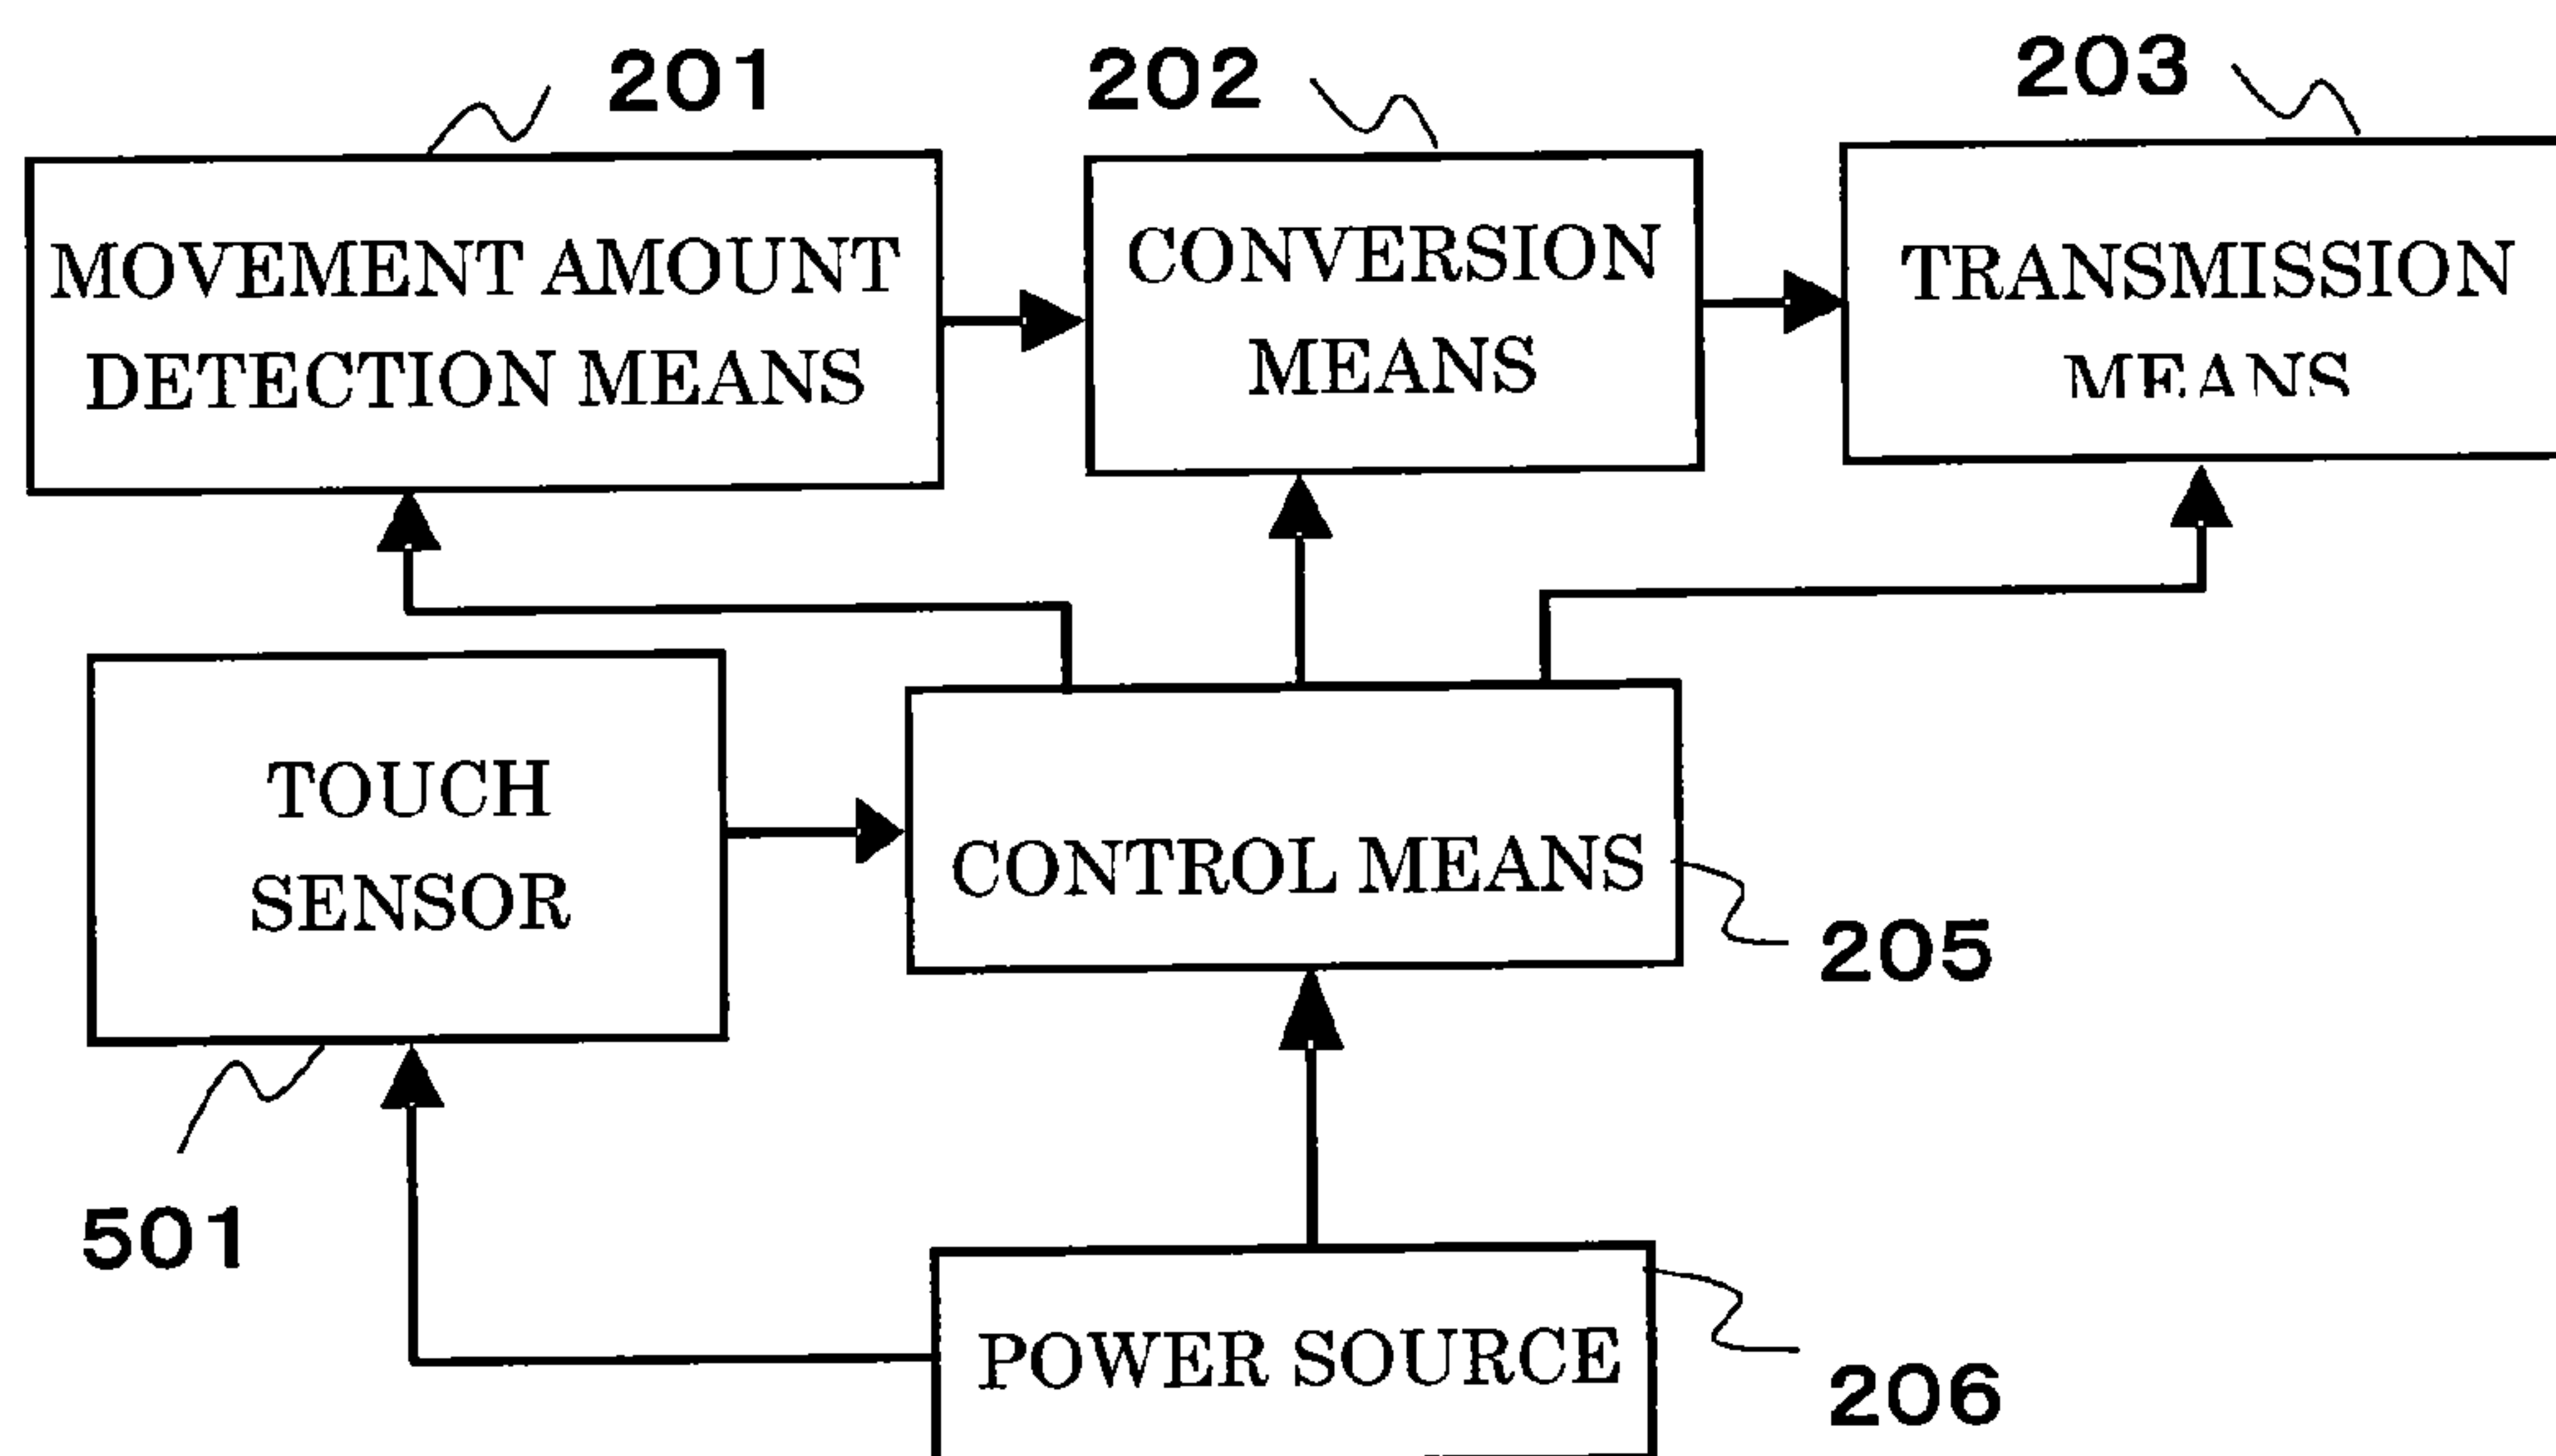 201
202
203
MOVEMENT AMOUNT
DETECTION MEANS
CONVERSION
MEANS
TRANSMISSION
MEANS
TOUCH
SENSOR
CONTROL MEANS
205
501
POWER SOURCE
206